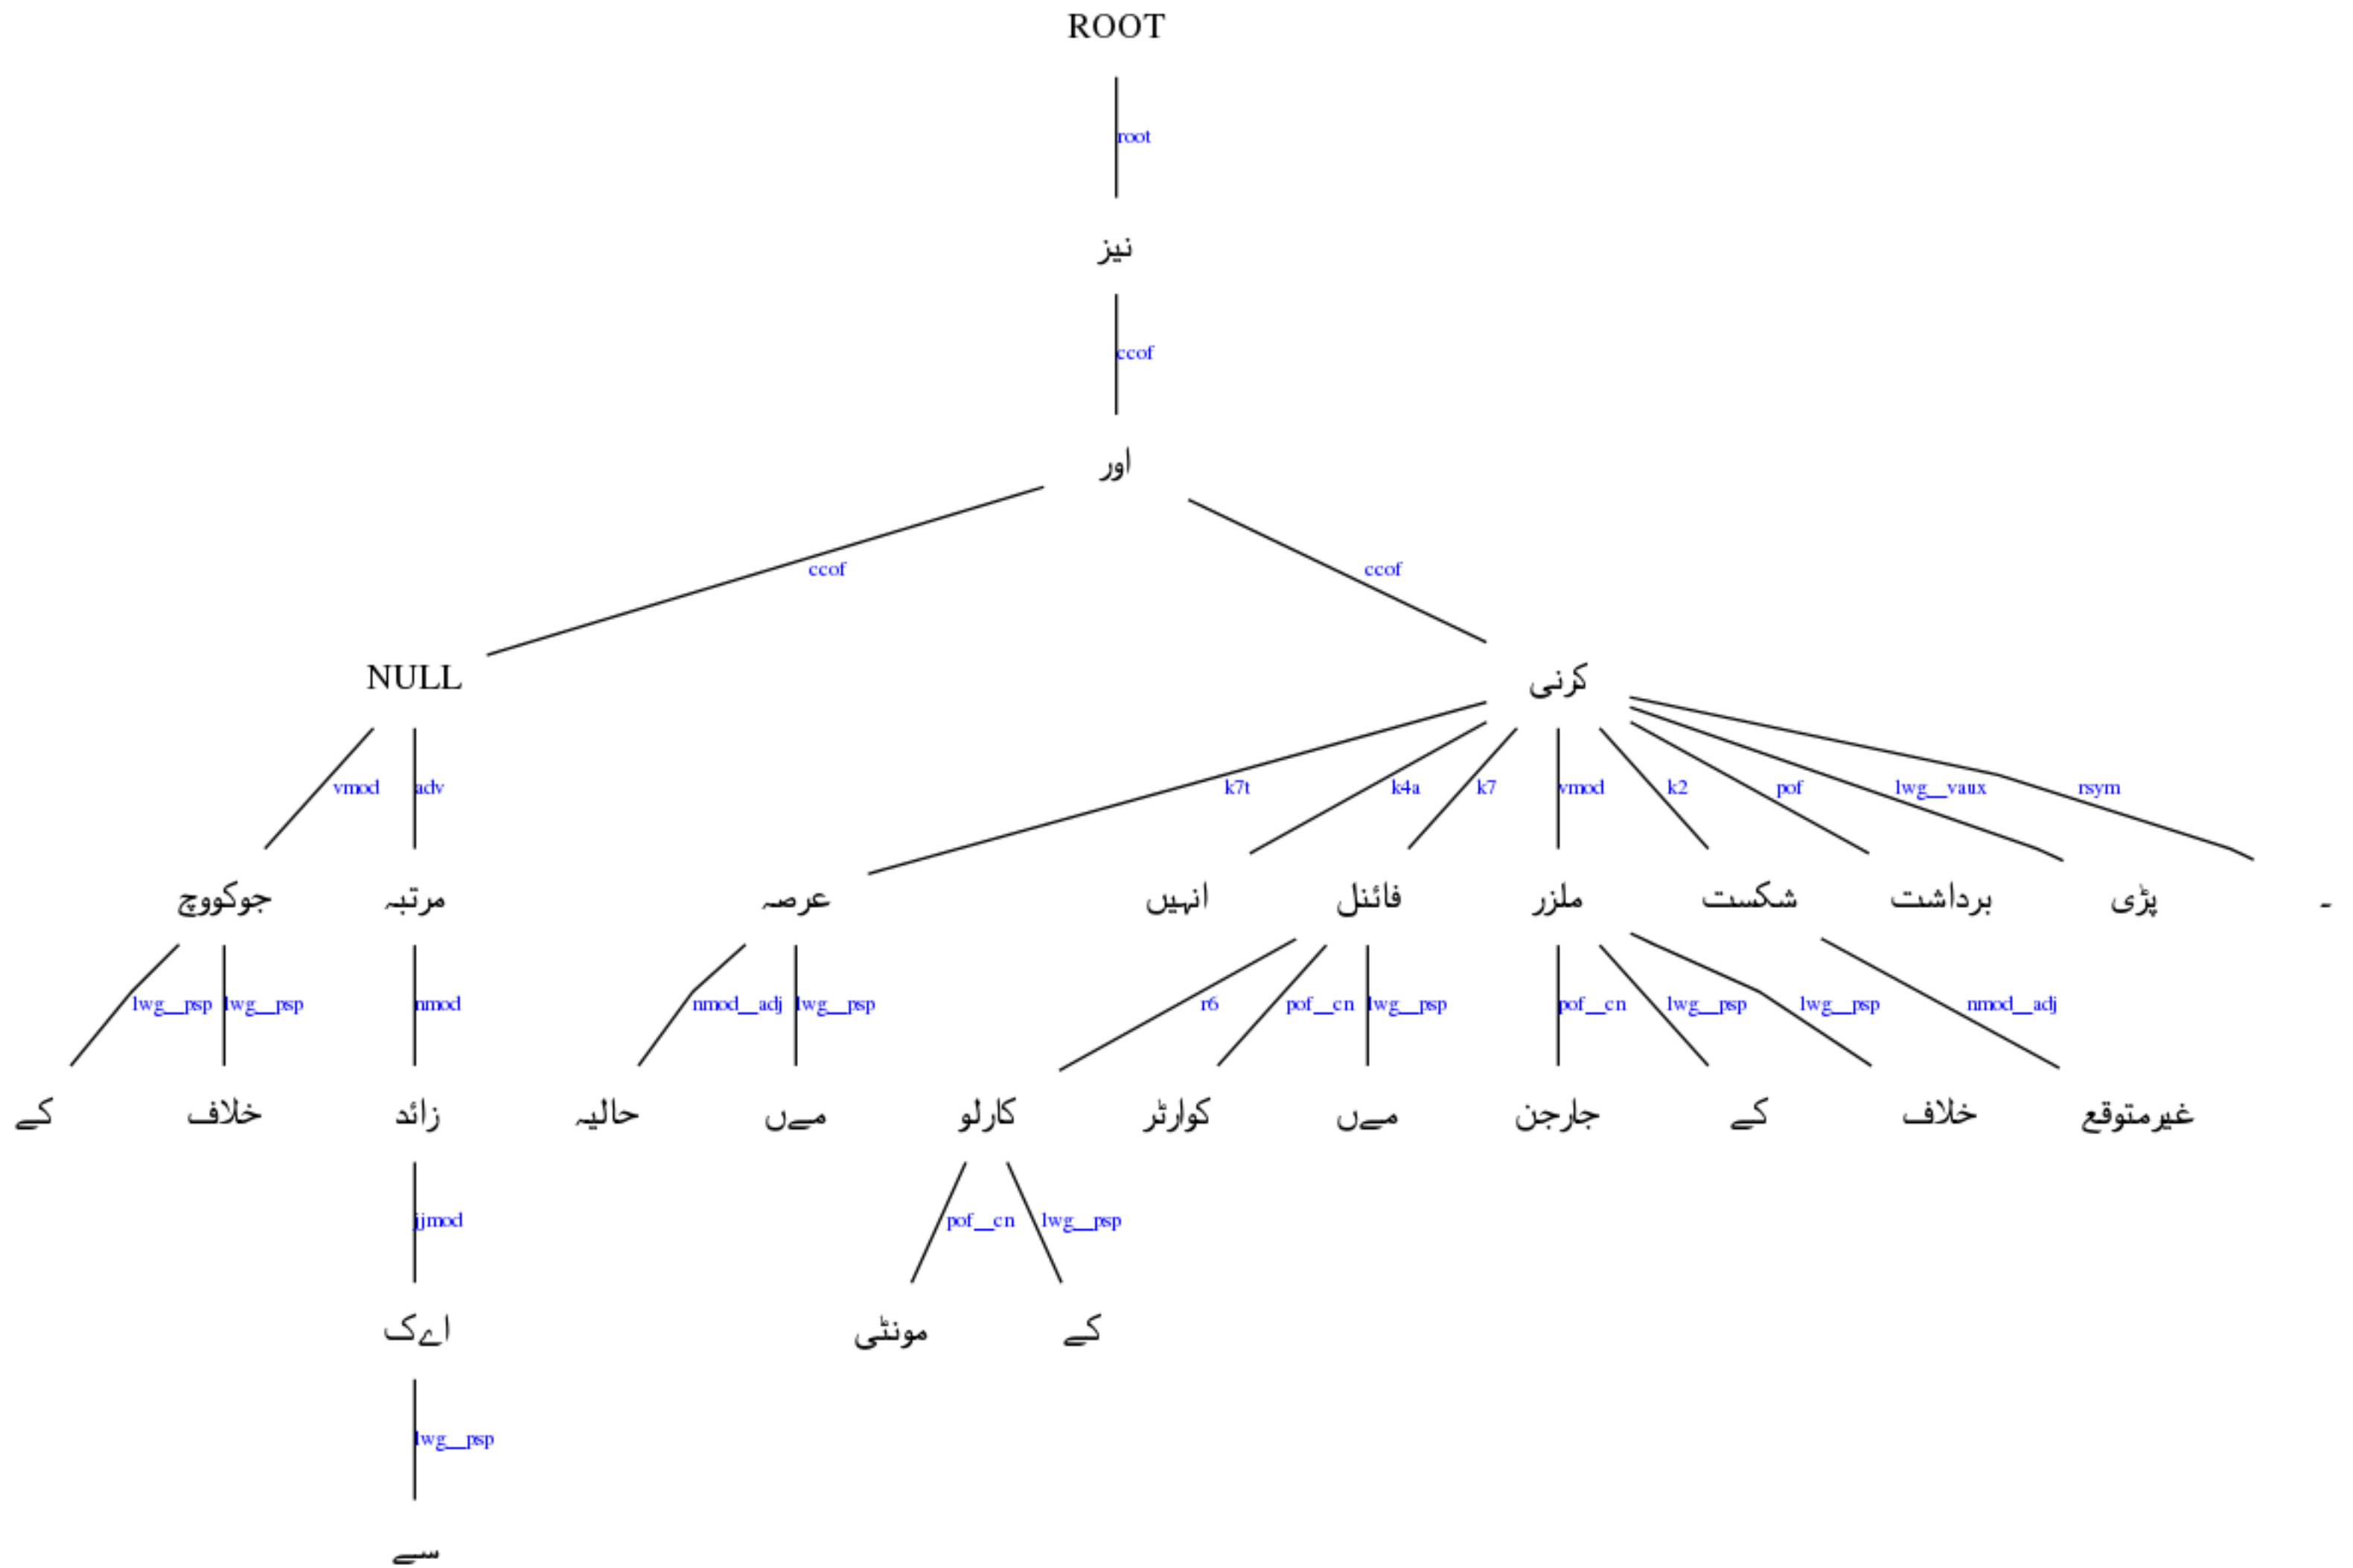 ROOT
root
نیز
ccof
اور
ccof ccof
NULL کرنی
vmod adv k7t k4a k7 vmod k2 pof lwg__vaux rsym
جوکووچ مرتبہ عرصہ انہیں فائنل ملزر شکست برداشت پڑی ۔
lwg__psp lwg__psp nmod nmod__adj lwg__psp r6 pof__cn lwg__psp pof__cn lwg__psp lwg__psp nmod__adj
کے خلاف زائد حالیہ مےں کارلو کوارٹر مےں جارجن کے خلاف غیرمتوقع
jjmod pof__cn lwg__psp
اےک مونٹی کے
lwg__psp
سے